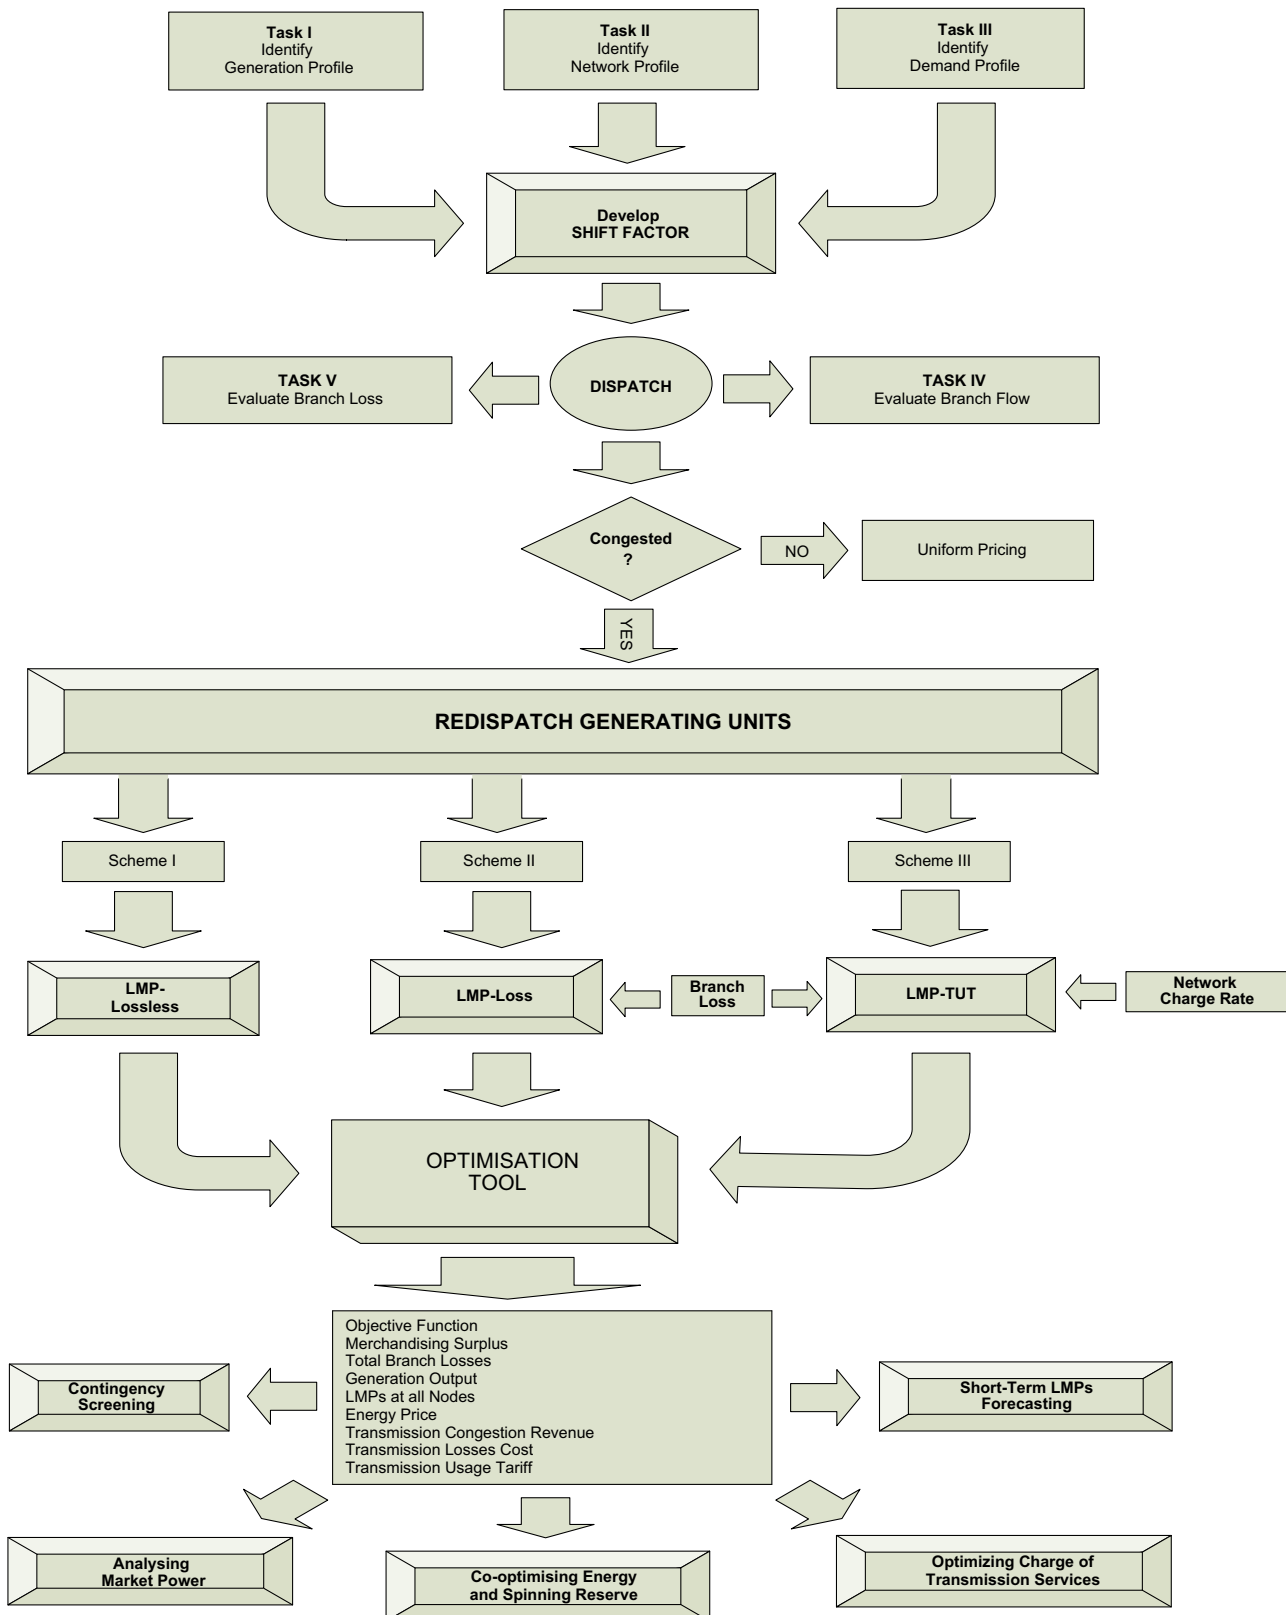 Task I
Identify
Generation Profile
Task II
Identify
Network Profile
Task III
Identify
Demand Profile
Develop
SHIFT FACTOR
TASK V
Evaluate Branch Loss
DISPATCH
TASK IV
Evaluate Branch Flow
Congested
?
NO
Uniform Pricing
YES
REDISPATCH GENERATING UNITS
Scheme I
Scheme II
Scheme III
LMP-
Lossless
LMP-Loss
Branch
Loss
LMP-TUT
Network
Charge Rate
OPTIMISATION
TOOL
Objective Function
Merchandising Surplus
Total Branch Losses
Generation Output
LMPs at all Nodes
Energy Price
Transmission Congestion Revenue
Transmission Losses Cost
Transmission Usage Tariff
Contingency
Screening
Short-Term LMPs
Forecasting
Analysing
Market Power
Co-optimising Energy
and Spinning Reserve
Optimizing Charge of
Transmission Services